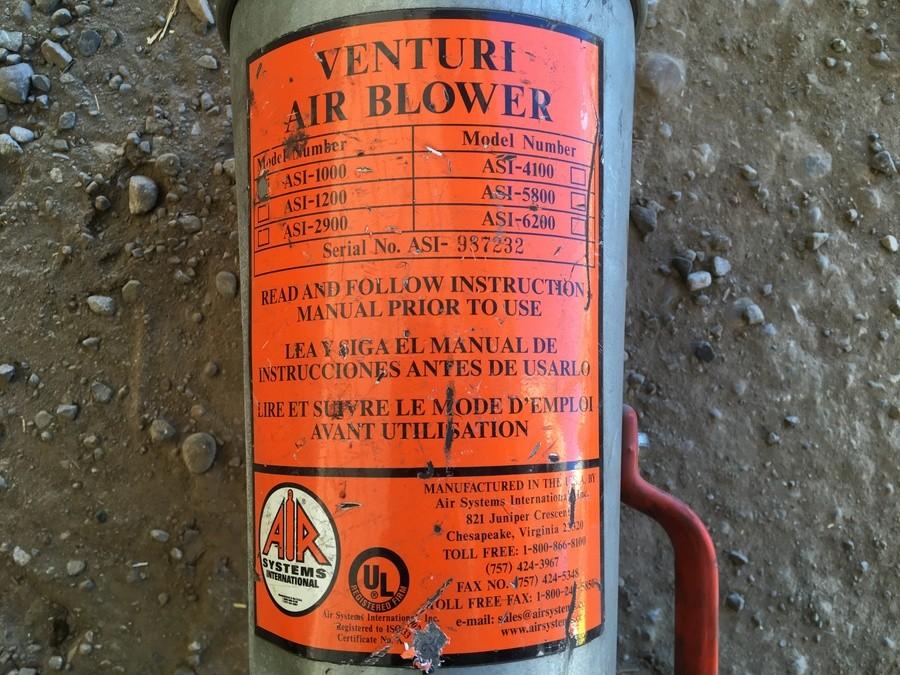 VENTURI
AIR BLOWER
Model Number Model Number
ASI-1000 ASI-4100
ASI-1200 ASI-5800
ASI-2900 ASI-6200
Serial No. ASI- 987232
READ AND FOLLOW INSTRUCTION
MANUAL PRIOR TO USE
LEA Y SIGA EL MANUAL DE
INSTRUCCIONES ANTES DE USARLO
LIRE ET SUIVRE LE MODE D'EMPLOI
AVANT UTILISATION
MANUFACTURED IN THE U.S.A. BY
Air Systems International, Inc.
821 Juniper Crescent
Chesapeake, Virginia
TOLL FREE: 1-800-866-8100
(757) 424-3967
FAX NO. (757) 424-5348
TOLL FREE FAX: 1-800-
e-mail: sales@airsystems
www.airsystem
AIR
SYSTEMS
INTERNATIONAL
UL
REGISTERED FIRM
Air Systems International, Inc.
Registered to ISO
Certificate No.